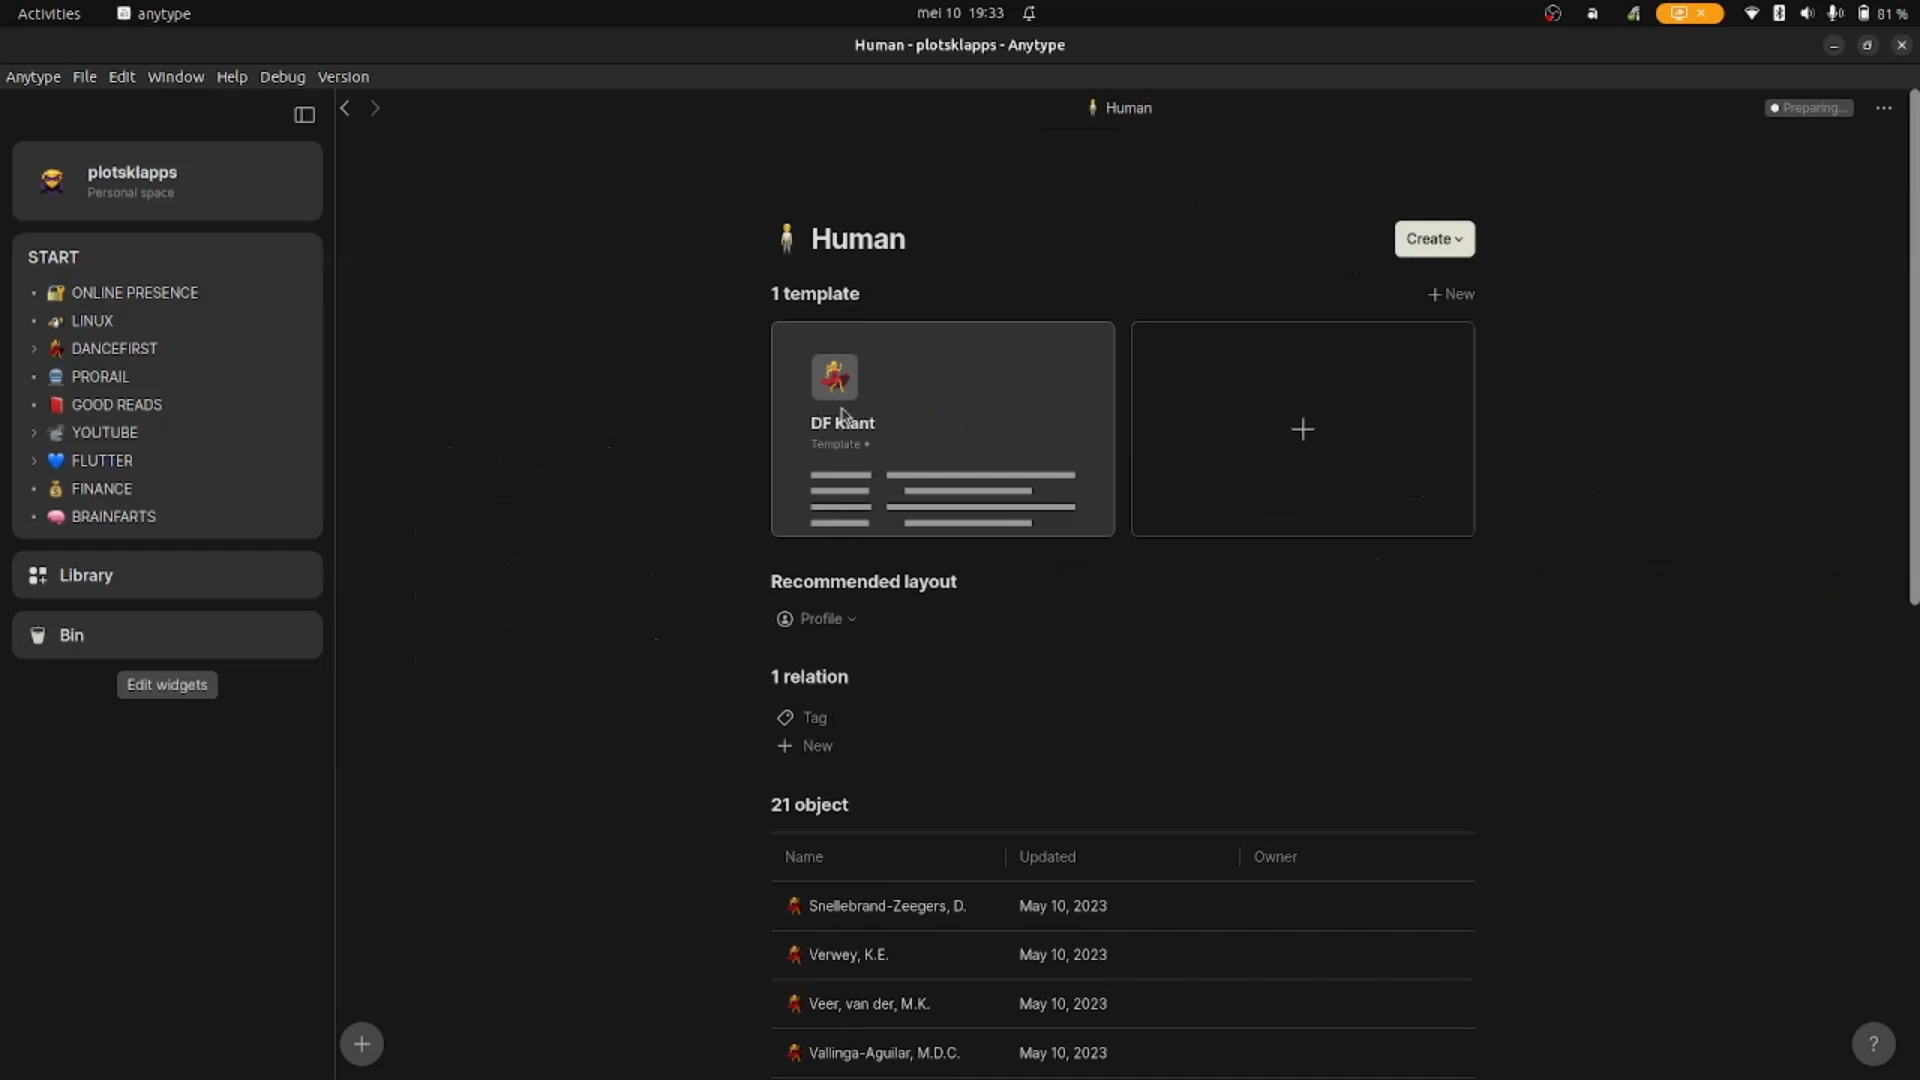 Activities
anytype
mei 10 19:33
81 %
Human - plotsklapps - Anytype
Anytype File Edit Window Help Debug Version
Human
Preparing...
plotsklapps
Personal space
START
ONLINE PRESENCE
LINUX
DANCEFIRST
PRORAIL
GOOD READS
YOUTUBE
FLUTTER
FINANCE
BRAINFARTS
Library
Bin
Edit widgets
Human
Create
1 template
+ New
DF Klant
Template •
Recommended layout
Profile
1 relation
Tag
+ New
21 object
Name Updated Owner
Snellebrand-Zeegers, D. May 10, 2023
Verwey, K.E. May 10, 2023
Veer, van der, M.K. May 10, 2023
Vallinga-Aguilar, M.D.C. May 10, 2023
?